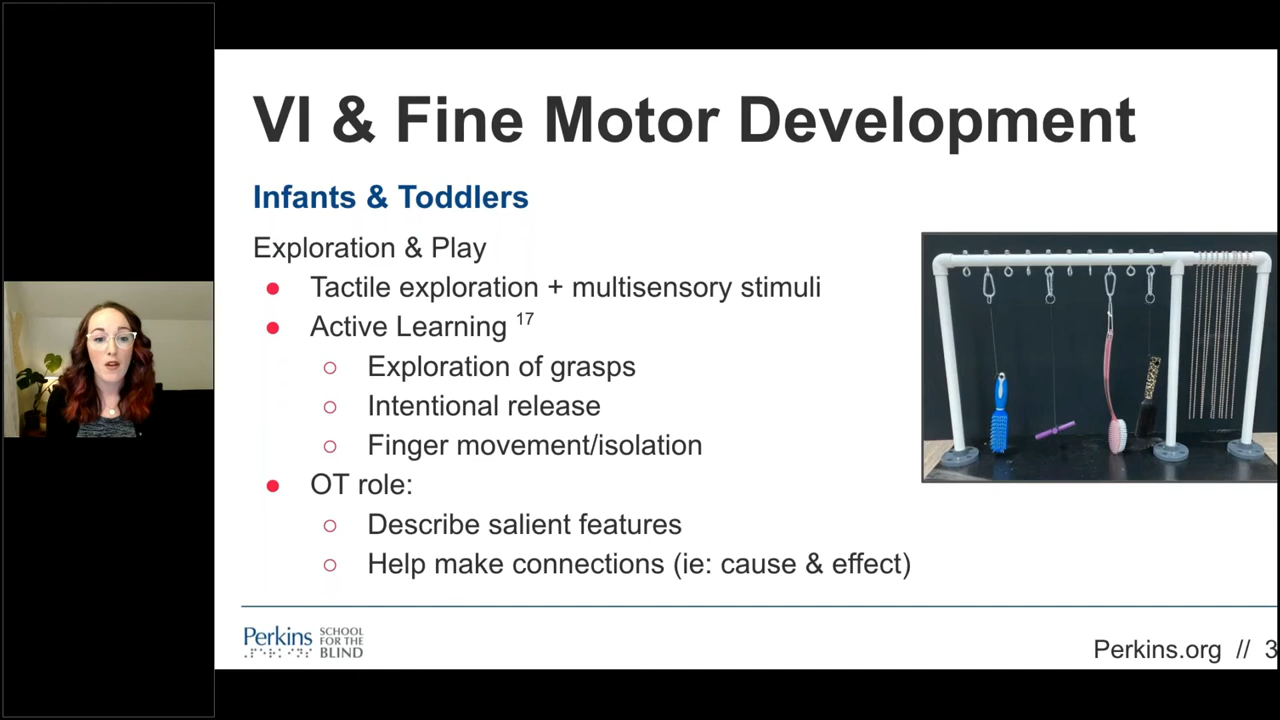 VI & Fine Motor Development
Infants & Toddlers
Exploration & Play
● Tactile exploration + multisensory stimuli
● Active Learning 17
○ Exploration of grasps
○ Intentional release
○ Finger movement/isolation
● OT role:
○ Describe salient features
○ Help make connections (ie: cause & effect)
Perkins SCHOOL
FOR THE
BLIND
Perkins.org // 3